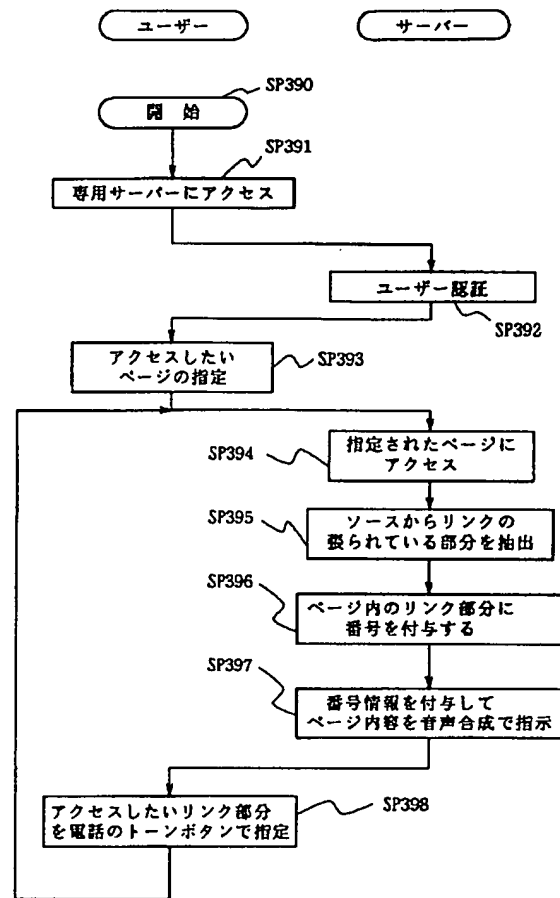 ユーザー
サーバー
SP390
開 始
SP391
専用サーバーにアクセス
ユーザー認証
SP392
アクセスしたい
ページの指定
SP393
指定されたページに
アクセス
SP394
SP395
ソースからリンクの
張られている部分を抽出
SP396
ページ内のリンク部分に
番号を付与する
SP397
番号情報を付与して
ページ内容を音声合成で指示
アクセスしたいリンク部分
を電話のトーンボタンで指定
SP398